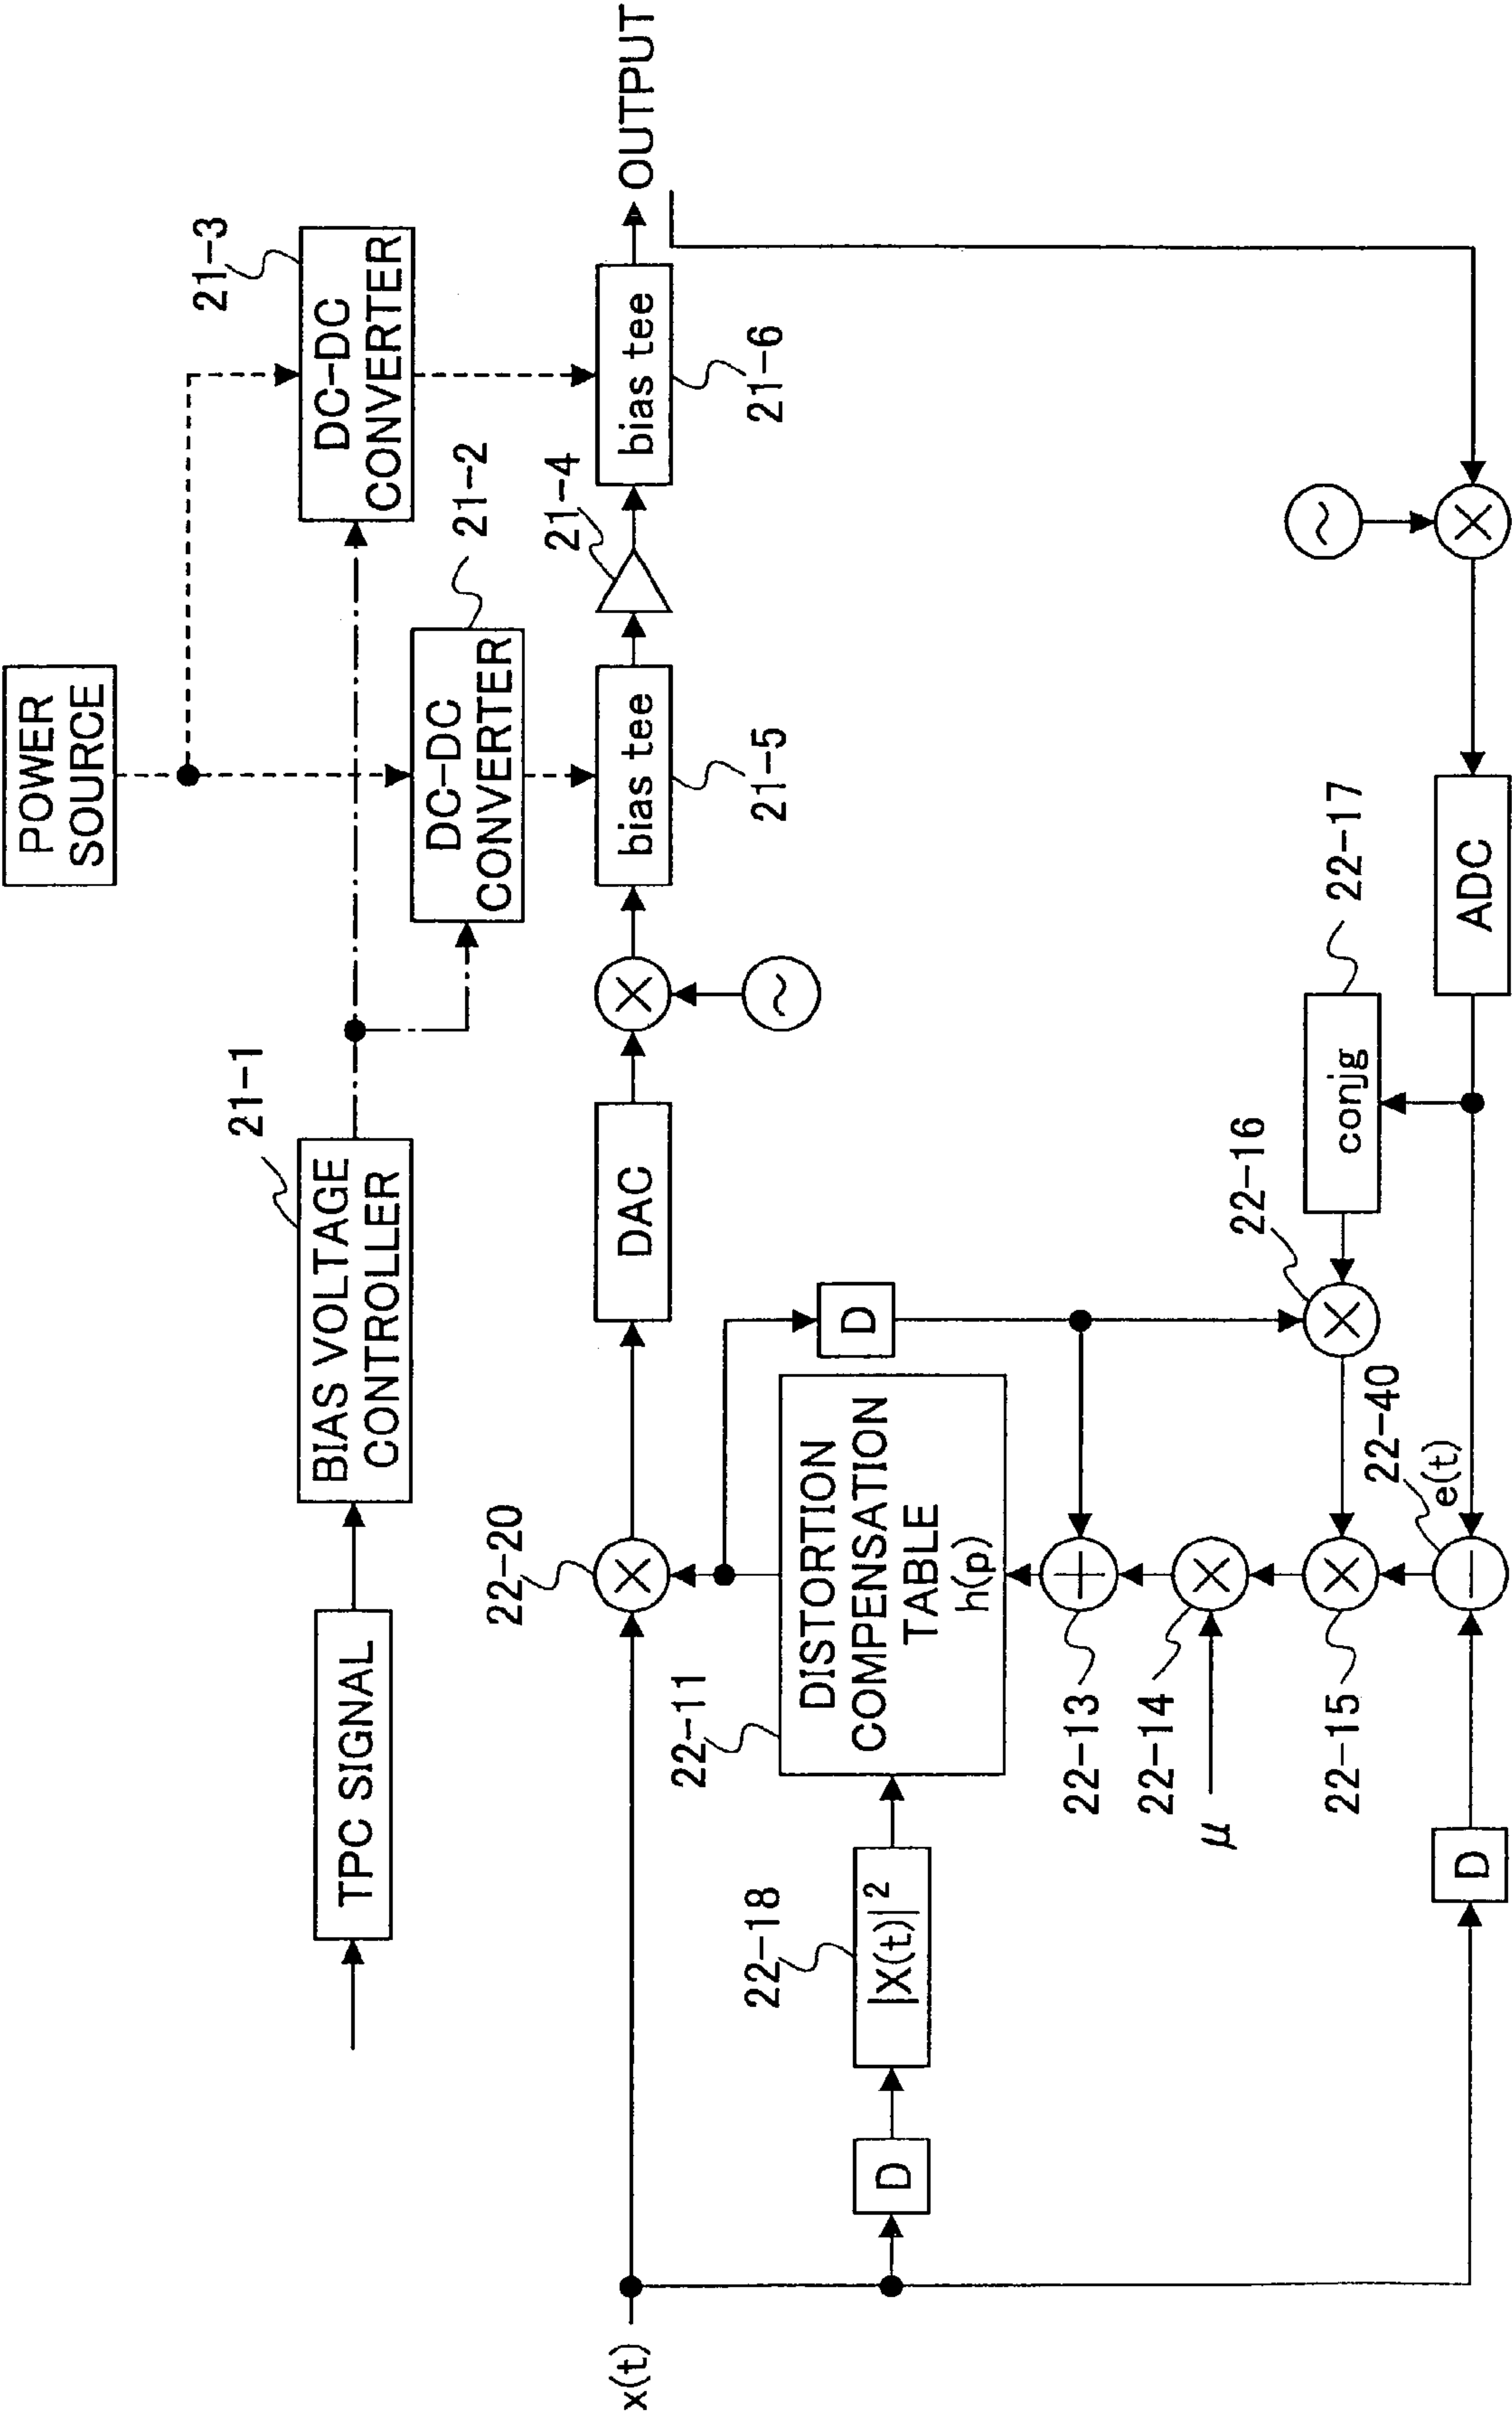 POWER
SOURCE
21-3
DC-DC
CONVERTER
21-1
TPC SIGNAL
BIAS VOLTAGE
CONTROLLER
21-2
DC-DC
CONVERTER
21-4
22-20
x(t)
DAC
~
bias tee
21-5
bias tee
21-6
OUTPUT
22-11
DISTORTION
COMPENSATION
TABLE
h(p)
D
22-18
D
|X(t)|²
22-13
22-14
μ
22-15
22-16
22-17
conjg
~
22-40
e(t)
D
ADC